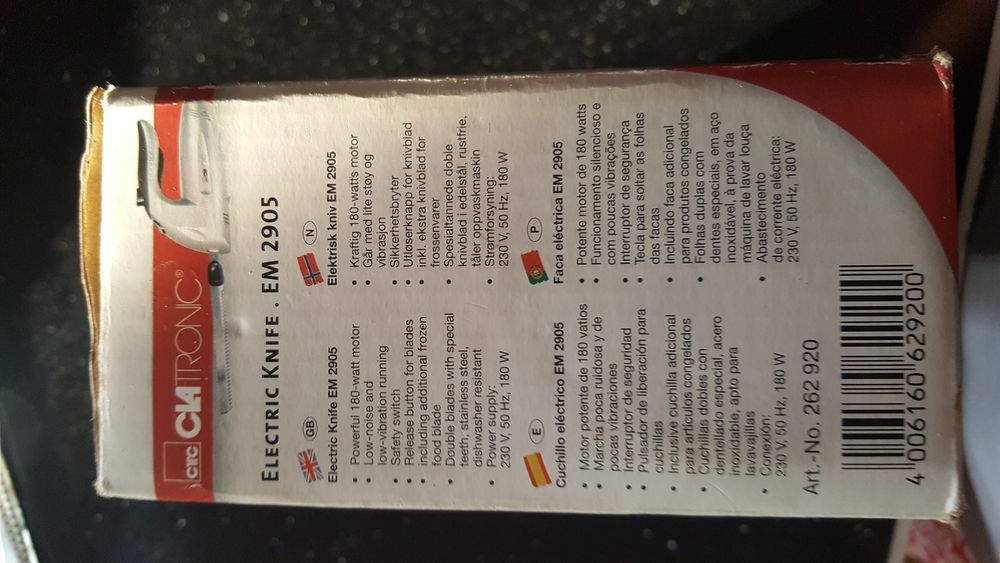 CTC CLATRONIC®
ELECTRIC KNIFE . EM 2905
GB
Electric Knife EM 2905
• Powerful 180-watt motor
• Low-noise and
low-vibration running
• Safety switch
• Release button for blades
• including additional frozen
food blade
• Double blades with special
teeth, stainless steel,
dishwasher resistant
• Power supply:
230 V, 50 Hz, 180 W
N
Elektrisk kniv EM 2905
• Kraftig 180-watts motor
• Går med lite støy og
vibrasjon
• Sikkerhetsbryter
• Utløserknapp for knivblad
• inkl. ekstra knivblad for
frossenvarer
• Spesialtannede doble
knivblad i edelstål, rustfrie,
tåler oppvaskmaskin
• Strømforsyning:
230 V, 50 Hz, 180 W
E
Cuchillo eléctrico EM 2905
• Motor potente de 180 vatios
• Marcha poca ruidosa y de
pocas vibraciones
• Interruptor de seguridad
• Pulsador de liberación para
cuchillas
• Inclusive cuchilla adicional
para artículos congelados
• Cuchillas dobles con
dentellado especial, acero
inoxidable, apto para
lavavajillas
• Conexión:
230 V, 50 Hz, 180 W
P
Faca eléctrica EM 2905
• Potente motor de 180 watts
• Funcionamento silencioso e
com poucas vibrações
• Interruptor de segurança
• Tecla para soltar as folhas
das facas
• Incluindo faca adicional
para produtos congelados
• Folhas duplas com
dentes especiais, em aço
inoxidável, à prova da
máquina de lavar louça
• Abastecimento
de corrente eléctrica:
230 V, 50 Hz, 180 W
Art.-No. 262 920
4 006160 629200